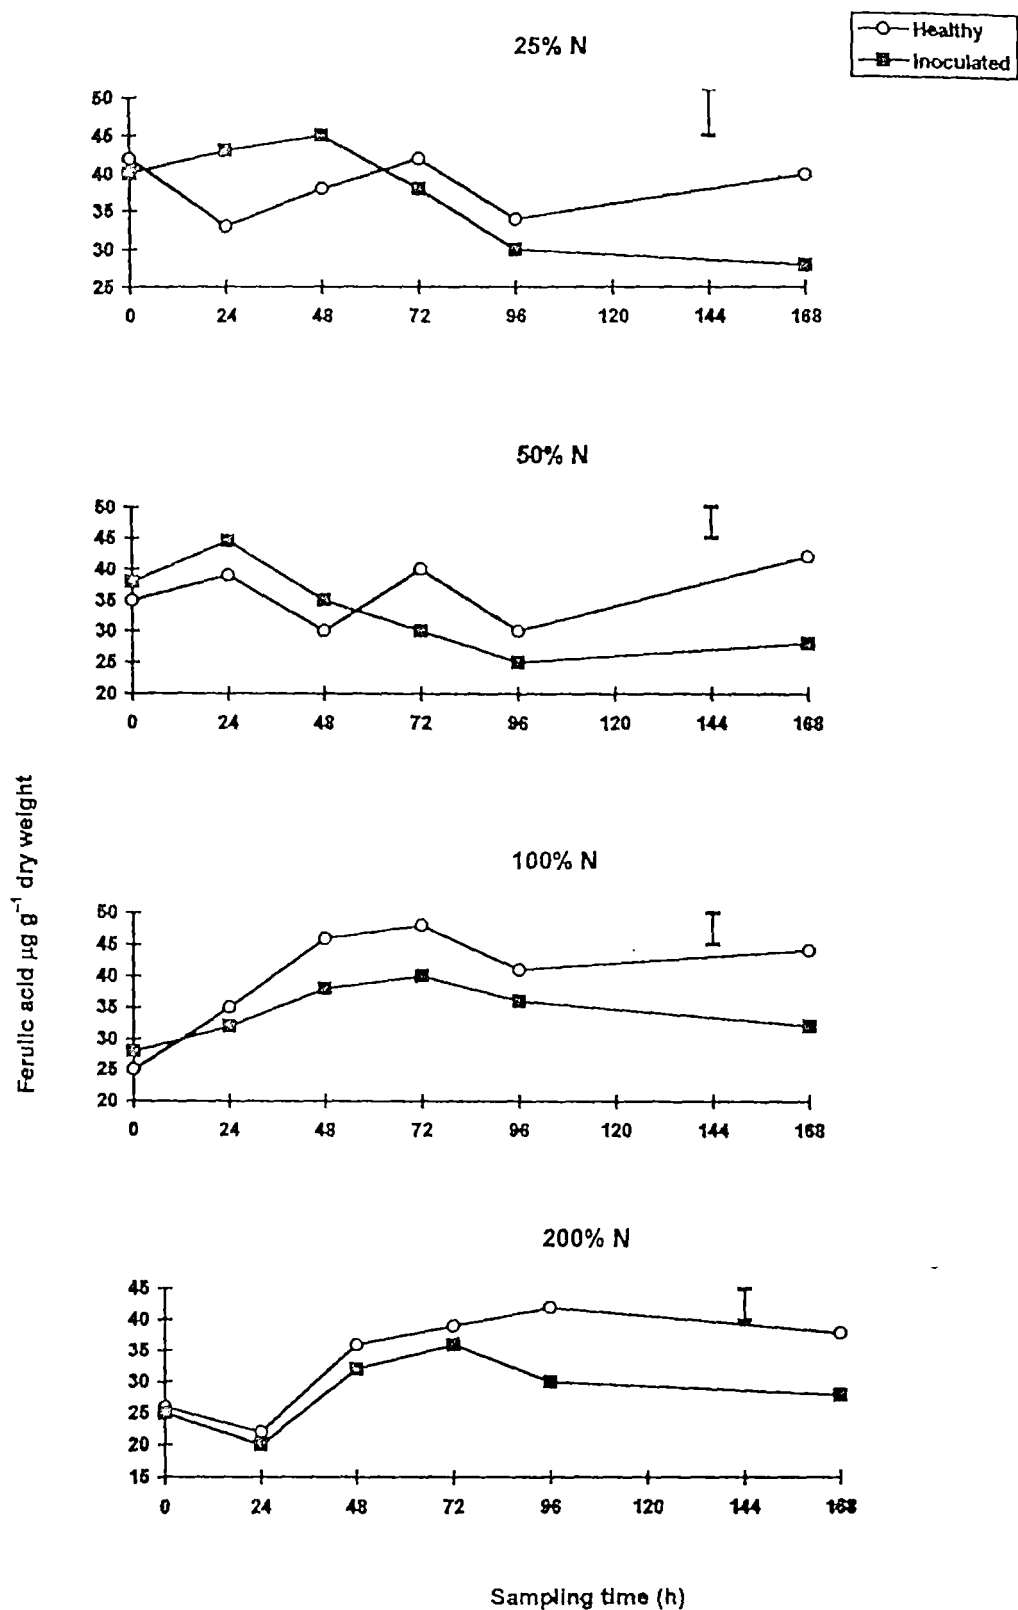 25% N
Healthy
Inoculated
50
45
40
35
30
25
0 24 48 72 96 120 144 168
50% N
50
45
40
35
30
25
20
0 24 48 72 96 120 144 168
Ferulic acid µg g⁻¹ dry weight
100% N
50
45
40
35
30
25
20
0 24 48 72 96 120 144 168
200% N
45
40
35
30
25
20
15
0 24 48 72 96 120 144 168
Sampling time (h)